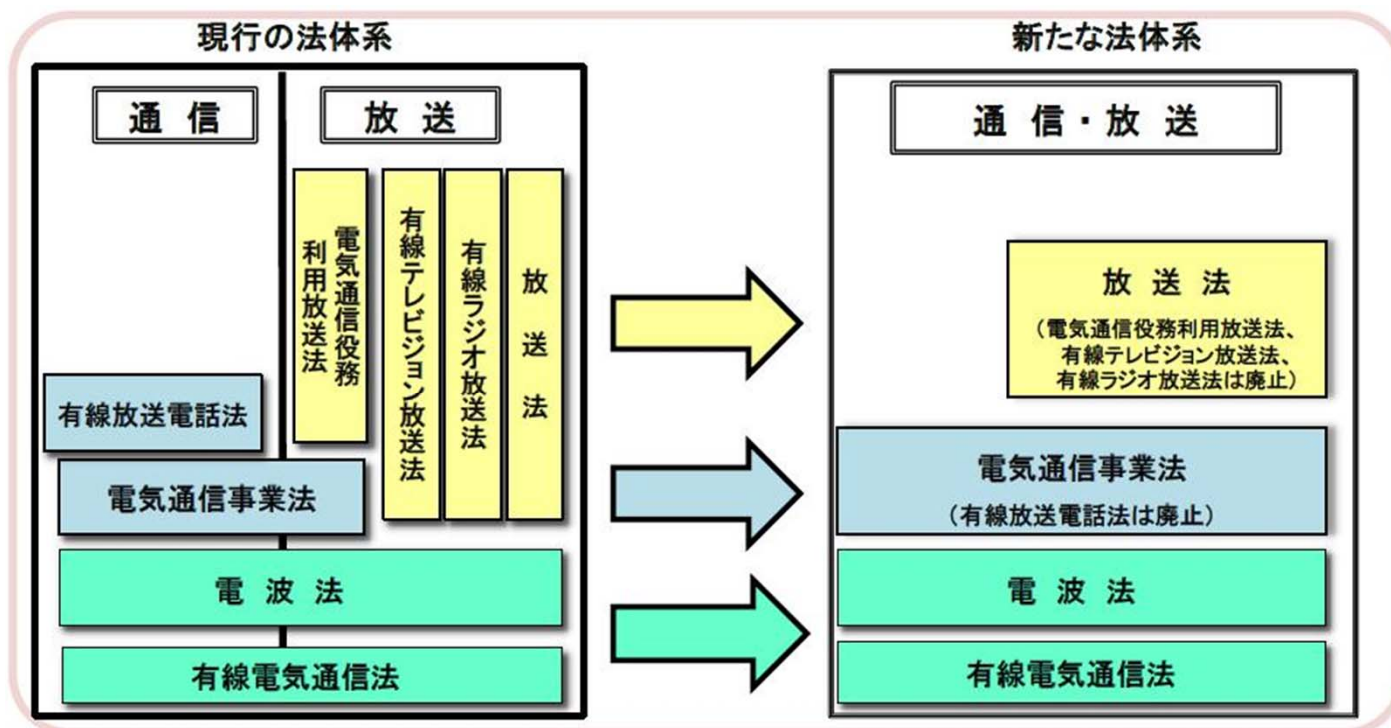 現行の法体系
通信
放送
電気通信役務
利用放送法
有線テレビジョン放送法
有線ラジオ放送法
放送法
有線放送電話法
電気通信事業法
電波法
有線電気通信法
新たな法体系
通信・放送
放送法
（電気通信役務利用放送法、
有線テレビジョン放送法、
有線ラジオ放送法は廃止）
電気通信事業法
（有線放送電話法は廃止）
電波法
有線電気通信法